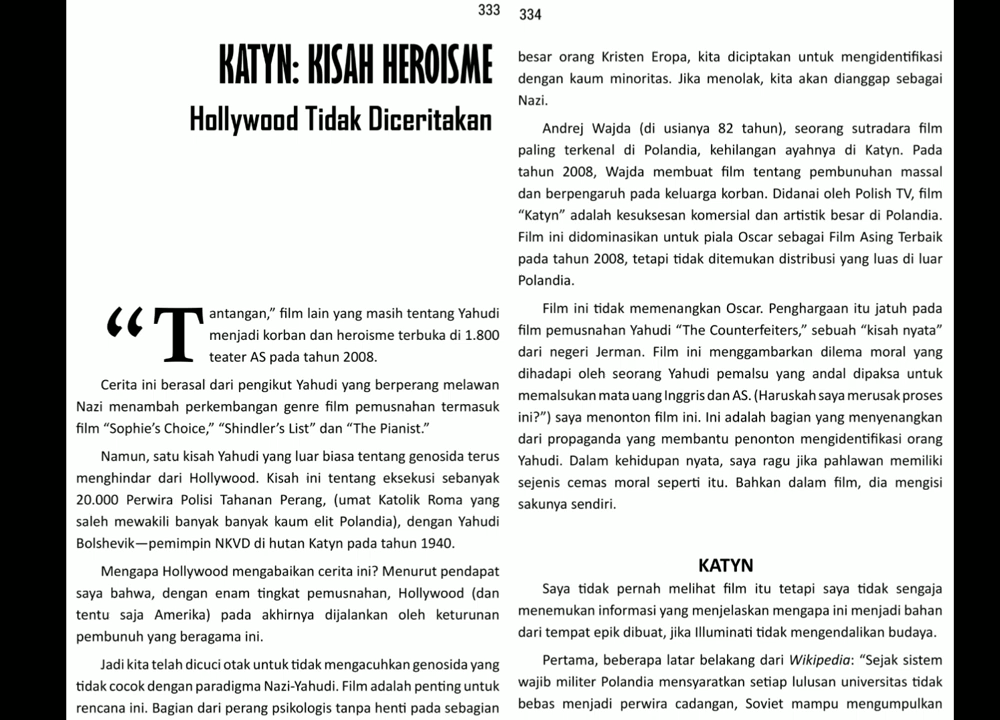 333
KATYN: KISAH HEROISME
Hollywood Tidak Diceritakan
“Tantangan,” film lain yang masih tentang Yahudi
menjadi korban dan heroisme terbuka di 1.800
teater AS pada tahun 2008.
Cerita ini berasal dari pengikut Yahudi yang berperang melawan
Nazi menambah perkembangan genre film pemusnahan termasuk
film “Sophie’s Choice,” “Shindler’s List” dan “The Pianist.”
Namun, satu kisah Yahudi yang luar biasa tentang genosida terus
menghindar dari Hollywood. Kisah ini tentang eksekusi sebanyak
20.000 Perwira Polisi Tahanan Perang, (umat Katolik Roma yang
saleh mewakili banyak banyak kaum elit Polandia), dengan Yahudi
Bolshevik—pemimpin NKVD di hutan Katyn pada tahun 1940.
Mengapa Hollywood mengabaikan cerita ini? Menurut pendapat
saya bahwa, dengan enam tingkat pemusnahan, Hollywood (dan
tentu saja Amerika) pada akhirnya dijalankan oleh keturunan
pembunuh yang beragama ini.
Jadi kita telah dicuci otak untuk tidak mengacuhkan genosida yang
tidak cocok dengan paradigma Nazi-Yahudi. Film adalah penting untuk
rencana ini. Bagian dari perang psikologis tanpa henti pada sebagian
334
besar orang Kristen Eropa, kita diciptakan untuk mengidentifikasi
dengan kaum minoritas. Jika menolak, kita akan dianggap sebagai
Nazi.
Andrej Wajda (di usianya 82 tahun), seorang sutradara film
paling terkenal di Polandia, kehilangan ayahnya di Katyn. Pada
tahun 2008, Wajda membuat film tentang pembunuhan massal
dan berpengaruh pada keluarga korban. Didanai oleh Polish TV, film
“Katyn” adalah kesuksesan komersial dan artistik besar di Polandia.
Film ini didominasikan untuk piala Oscar sebagai Film Asing Terbaik
pada tahun 2008, tetapi tidak ditemukan distribusi yang luas di luar
Polandia.
Film ini tidak memenangkan Oscar. Penghargaan itu jatuh pada
film pemusnahan Yahudi “The Counterfeiters,” sebuah “kisah nyata”
dari negeri Jerman. Film ini menggambarkan dilema moral yang
dihadapi oleh seorang Yahudi pemalsu yang andal dipaksa untuk
memalsukan mata uang Inggris dan AS. (Haruskah saya merusak proses
ini?”) saya menonton film ini. Ini adalah bagian yang menyenangkan
dari propaganda yang membantu penonton mengidentifikasi orang
Yahudi. Dalam kehidupan nyata, saya ragu jika pahlawan memiliki
sejenis cemas moral seperti itu. Bahkan dalam film, dia mengisi
sakunya sendiri.
KATYN
Saya tidak pernah melihat film itu tetapi saya tidak sengaja
menemukan informasi yang menjelaskan mengapa ini menjadi bahan
dari tempat epik dibuat, jika Illuminati tidak mengendalikan budaya.
Pertama, beberapa latar belakang dari Wikipedia: “Sejak sistem
wajib militer Polandia mensyaratkan setiap lulusan universitas tidak
bebas menjadi perwira cadangan, Soviet mampu mengumpulkan